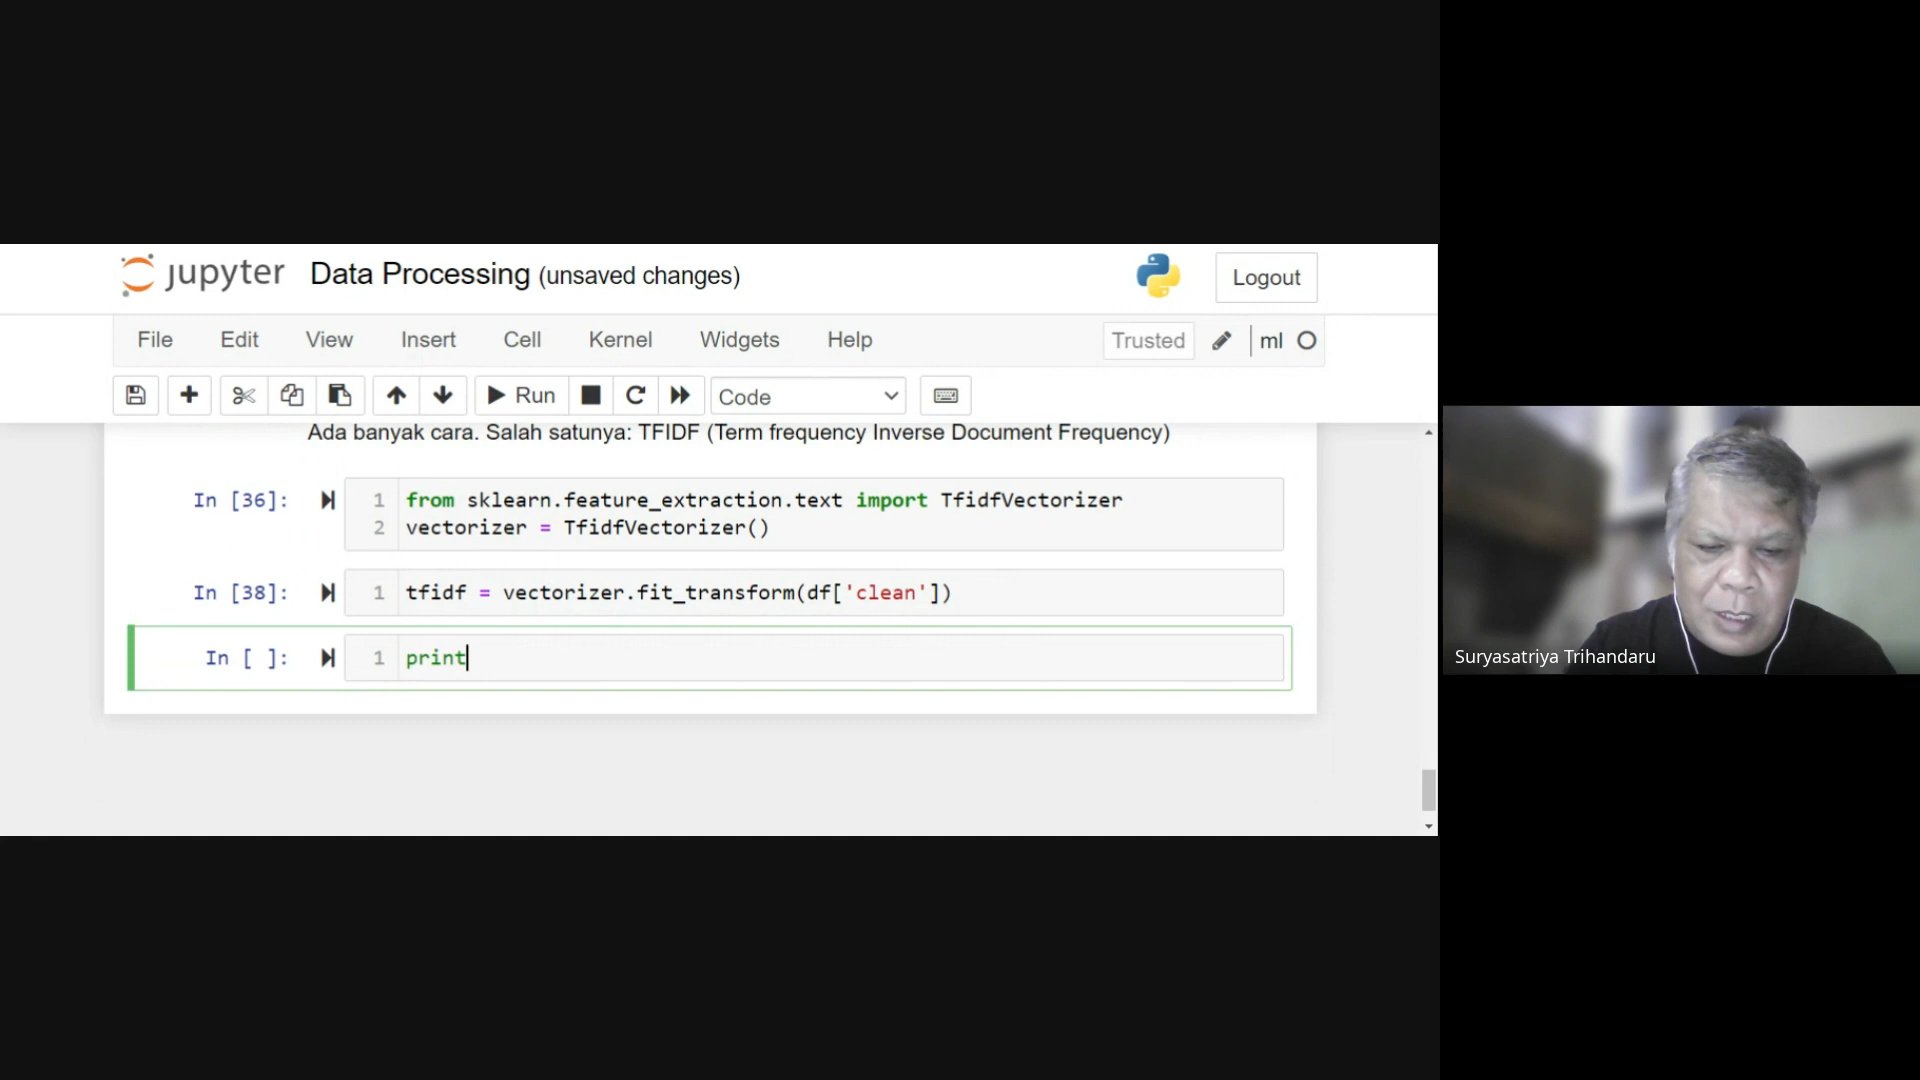 jupyter Data Processing (unsaved changes)
Logout
File Edit View Insert Cell Kernel Widgets Help
Trusted ml
Run Code
Ada banyak cara. Salah satunya: TFIDF (Term frequency Inverse Document Frequency)
In [36]: 1 from sklearn.feature_extraction.text import TfidfVectorizer
2 vectorizer = TfidfVectorizer()
In [38]: 1 tfidf = vectorizer.fit_transform(df['clean'])
In [ ]: 1 print
Suryasatriya Trihandaru